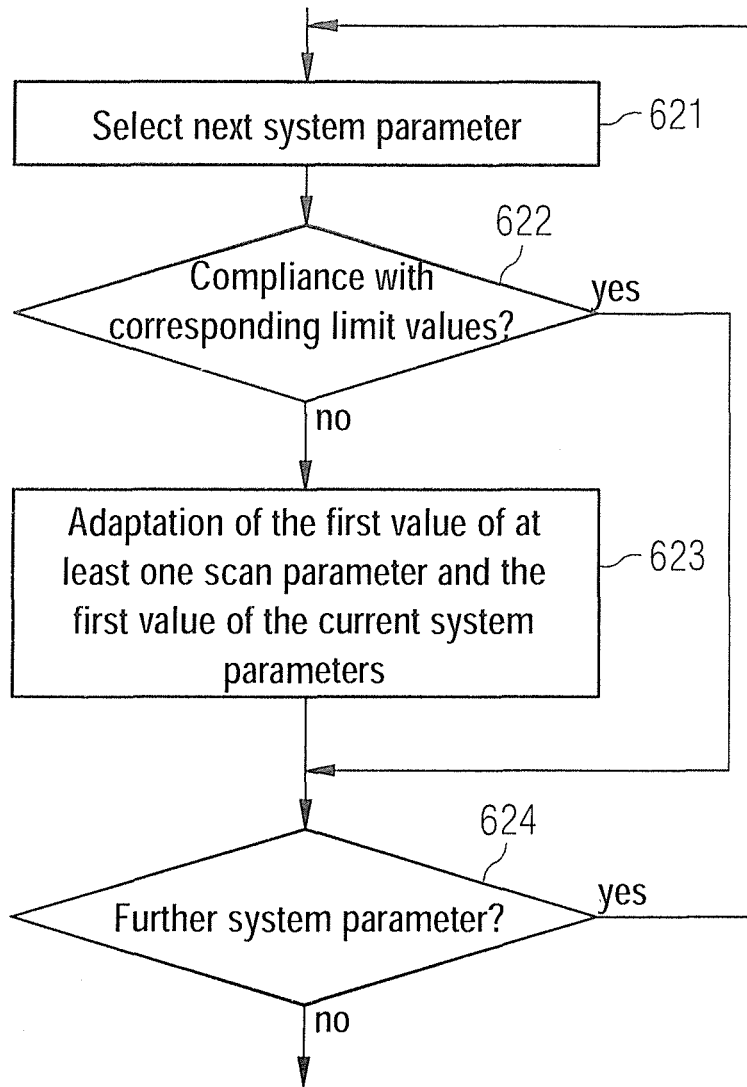 Select next system parameter
621
622
Compliance with
corresponding limit values?
yes
no
Adaptation of the first value of at
least one scan parameter and the
first value of the current system
parameters
623
624
Further system parameter?
yes
no